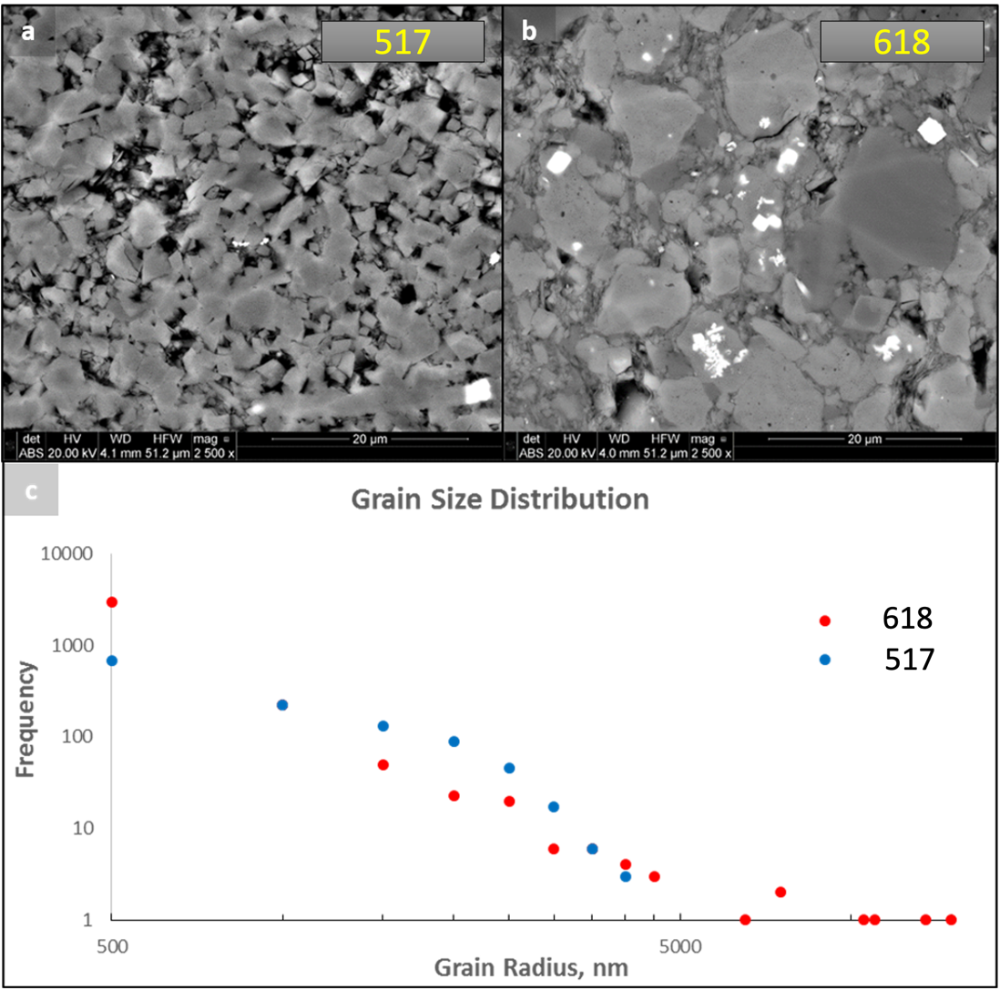 a
517
b
618
det HV WD HFW mag 20 µm
ABS 20.00 kV 4.1 mm 51.2 µm 2 500 x
det HV WD HFW mag 20 µm
ABS 20.00 kV 4.0 mm 51.2 µm 2 500 x
c
Grain Size Distribution
10000
1000
100
10
1
Frequency
618
517
500
5000
Grain Radius, nm